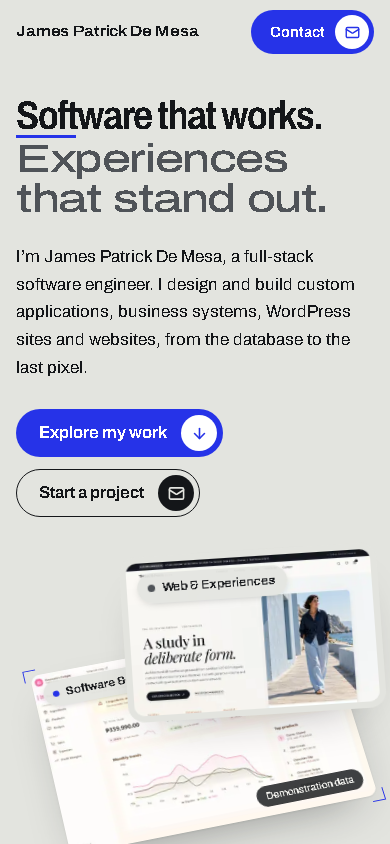 James Patrick De Mesa
Contact
Software that works.
Experiences
that stand out.
I'm James Patrick De Mesa, a full-stack
software engineer. I design and build custom
applications, business systems, WordPress
sites and websites, from the database to the
last pixel.
Explore my work
Start a project
Web & Experiences
A study in
deliberate form.
Software &
₱359,990.00
Monthly trends
Top products
Demonstration data